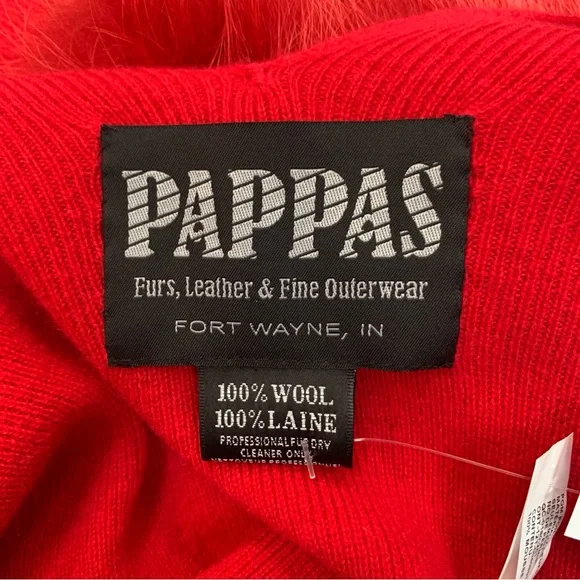 PAPPAS
Furs, Leather & Fine Outerwear
FORT WAYNE, IN
100% WOOL
100% LAINE
PROFESSIONAL FUR DRY
CLEANER ONLY